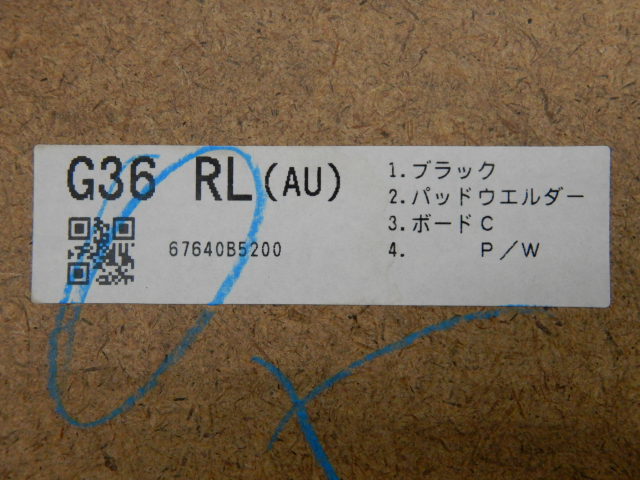 G36 RL(AU)
67640B5200
1.ブラック
2.パッドウエルダー
3.ボードC
4. P/W